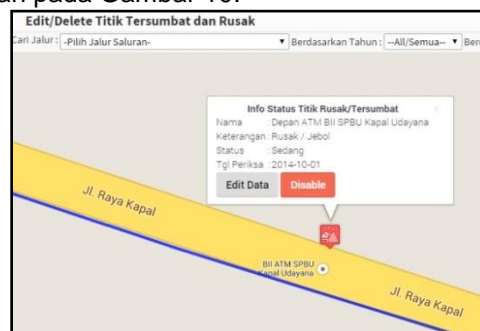 an pada Gambar 10.
Edit/Delete Titik Tersumbat dan Rusak
Cari Jalur : -Pilih Jalur Saluran- Berdasarkan Tahun : --All/Semua-- Ber
Info Status Titik Rusak/Tersumbat
Nama : Depan ATM BII SPBU Kapal Udayana
Keterangan : Rusak / Jebol
Status : Sedang
Tgl Periksa : 2014-10-01
Edit Data Disable
Jl. Raya Kapal
BII ATM SPBU
Kapal Udayana
Jl. Raya Kapal